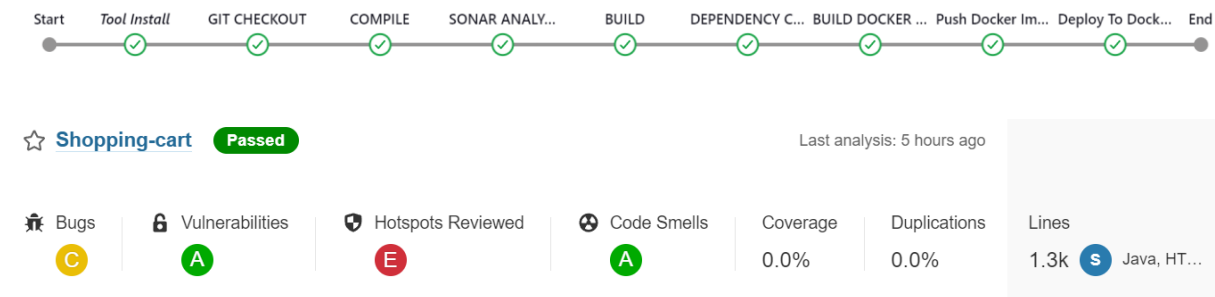 Start Tool Install GIT CHECKOUT COMPILE SONAR ANALY... BUILD DEPENDENCY C... BUILD DOCKER ... Push Docker Im... Deploy To Dock... End
Shopping-cart Passed Last analysis: 5 hours ago
Bugs Vulnerabilities Hotspots Reviewed Code Smells Coverage Duplications Lines
C A E A 0.0% 0.0% 1.3k S Java, HT...